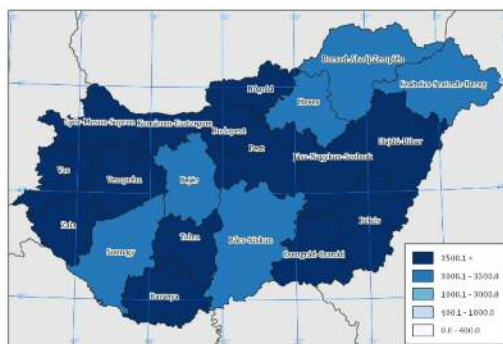 Borsod-Abaúj-Zemplén
Szabolcs-Szatmár-Bereg
Nógrád
Heves
Győr-Moson-Sopron
Komárom-Esztergom
Budapest
Hajdú-Bihar
Pest
Jász-Nagykun-Szolnok
Vas
Veszprém
Fejér
Zala
Tolna
Békés
Somogy
Bács-Kiskun
Csongrád-Csanád
Baranya
3500.1 <
3000.1 - 3500.0
1000.1 - 3000.0
400.1 - 1000.0
0.0 - 400.0